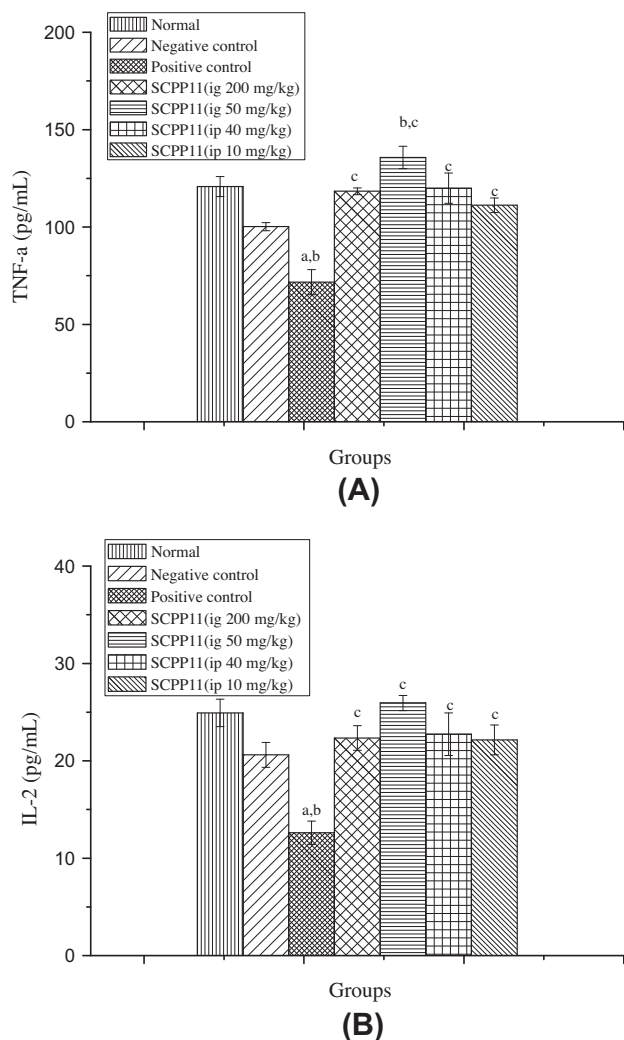 200
150
100
50
0
TNF-a (pg/mL)
Normal
Negative control
Positive control
SCPP11(ig 200 mg/kg)
SCPP11(ig 50 mg/kg)
SCPP11(ip 40 mg/kg)
SCPP11(ip 10 mg/kg)
a,b
c
b,c
c
c
Groups
(A)
40
30
20
10
0
IL-2 (pg/mL)
Normal
Negative control
Positive control
SCPP11(ig 200 mg/kg)
SCPP11(ig 50 mg/kg)
SCPP11(ip 40 mg/kg)
SCPP11(ip 10 mg/kg)
a,b
c
c
c
c
Groups
(B)